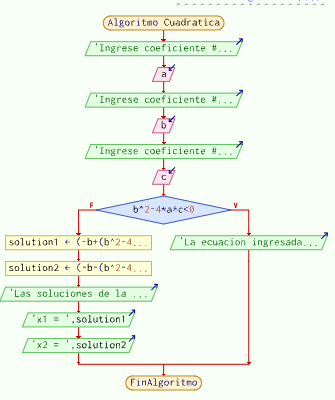 Algoritmo Cuadratica
'Ingrese coeficiente #...
a
'Ingrese coeficiente #...
b
'Ingrese coeficiente #...
c
b^2-4*a*c<0
F
V
solution1 ← (-b+(b^2-4...
'La ecuacion ingresada...
solution2 ← (-b-(b^2-4...
'Las soluciones de la ...
'x1 = ',solution1
'x2 = ',solution2
FinAlgoritmo